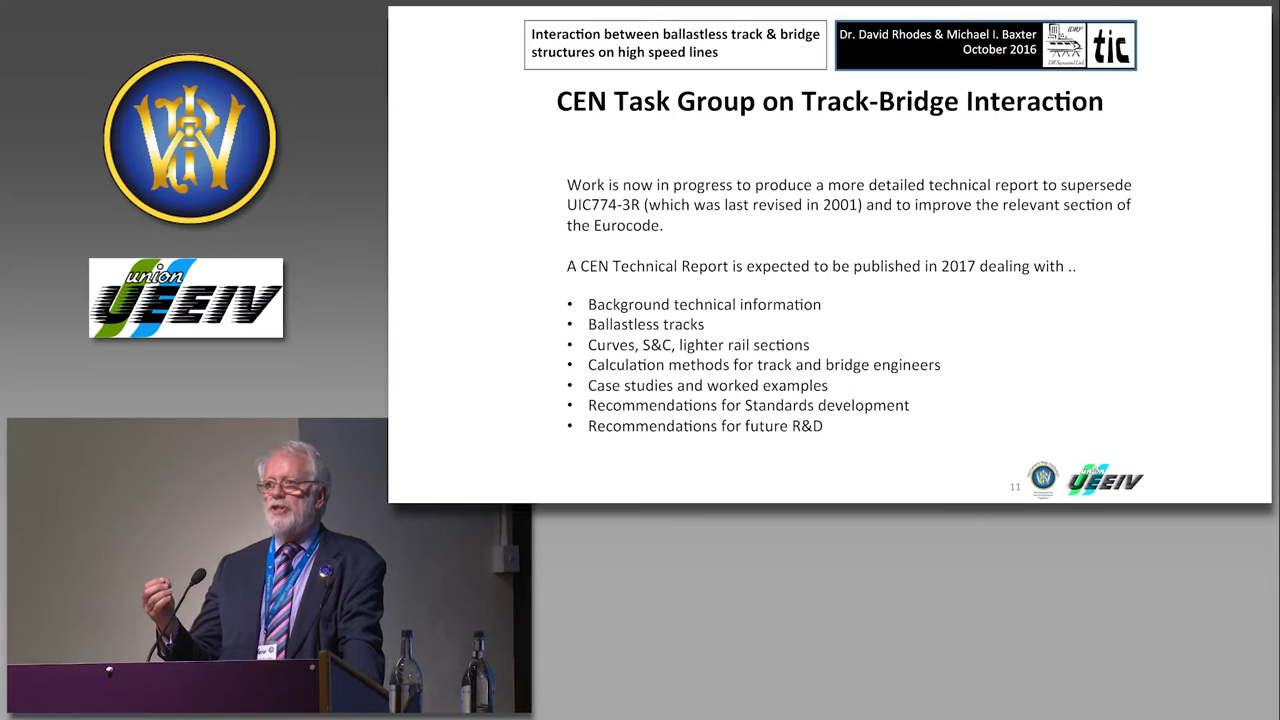 Interaction between ballastless track & bridge
structures on high speed lines
Dr. David Rhodes & Michael I. Baxter
October 2016
tic
CEN Task Group on Track-Bridge Interaction
Work is now in progress to produce a more detailed technical report to supersede
UIC774-3R (which was last revised in 2001) and to improve the relevant section of
the Eurocode.
A CEN Technical Report is expected to be published in 2017 dealing with ..
• Background technical information
• Ballastless tracks
• Curves, S&C, lighter rail sections
• Calculation methods for track and bridge engineers
• Case studies and worked examples
• Recommendations for Standards development
• Recommendations for future R&D
11
union
UEEIV
union
UEEIV